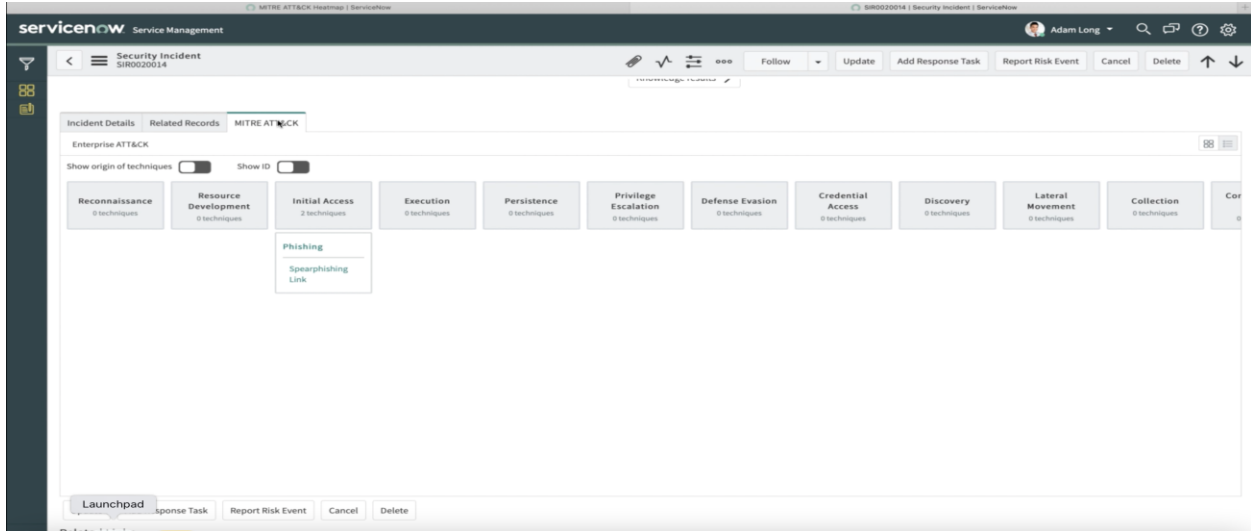 MITRE ATT&CK Heatmap | ServiceNow
SIR0020014 | Security Incident | ServiceNow
servicenow Service Management
Adam Long
Security Incident
SIR0020014
Follow
Update
Add Response Task
Report Risk Event
Cancel
Delete
Knowledge results
Incident Details
Related Records
MITRE ATT&CK
Enterprise ATT&CK
Show origin of techniques
Show ID
Reconnaissance
0 techniques
Resource
Development
0 techniques
Initial Access
2 techniques
Execution
0 techniques
Persistence
0 techniques
Privilege
Escalation
0 techniques
Defense Evasion
0 techniques
Credential
Access
0 techniques
Discovery
0 techniques
Lateral
Movement
0 techniques
Collection
0 techniques
Phishing
Spearphishing
Link
Launchpad
ponse Task
Report Risk Event
Cancel
Delete